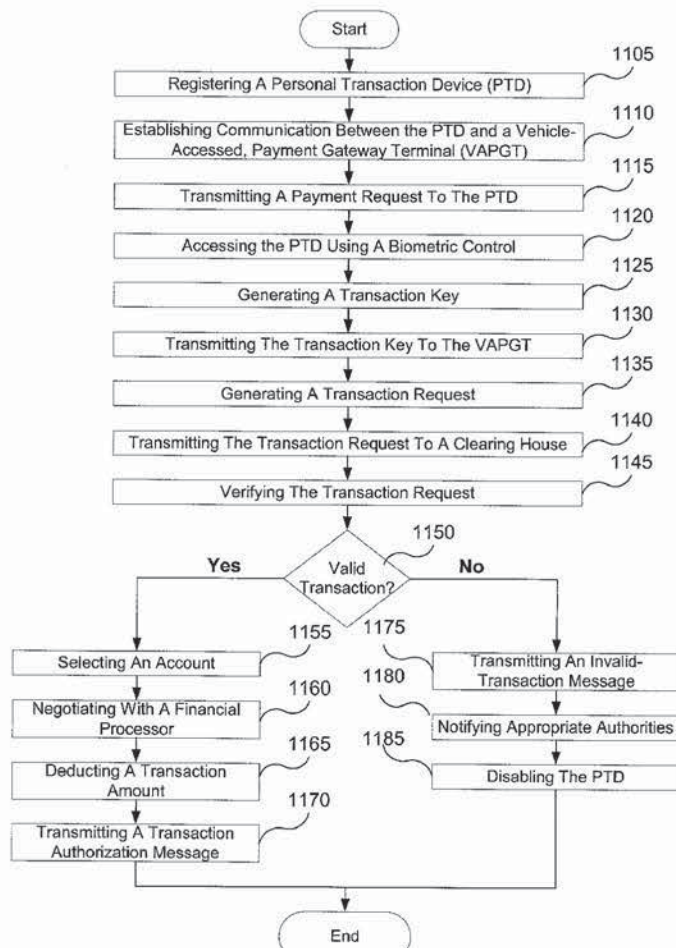 Start
1105
Registering A Personal Transaction Device (PTD)
1110
Establishing Communication Between the PTD and a Vehicle-
Accessed, Payment Gateway Terminal (VAPGT)
1115
Transmitting A Payment Request To The PTD
1120
Accessing the PTD Using A Biometric Control
1125
Generating A Transaction Key
1130
Transmitting The Transaction Key To The VAPGT
1135
Generating A Transaction Request
1140
Transmitting The Transaction Request To A Clearing House
1145
Verifying The Transaction Request
1150
Valid
Transaction?
Yes
No
1155
Selecting An Account
1160
Negotiating With A Financial
Processor
1165
Deducting A Transaction
Amount
1170
Transmitting A Transaction
Authorization Message
1175
Transmitting An Invalid-
Transaction Message
1180
Notifying Appropriate Authorities
1185
Disabling The PTD
End